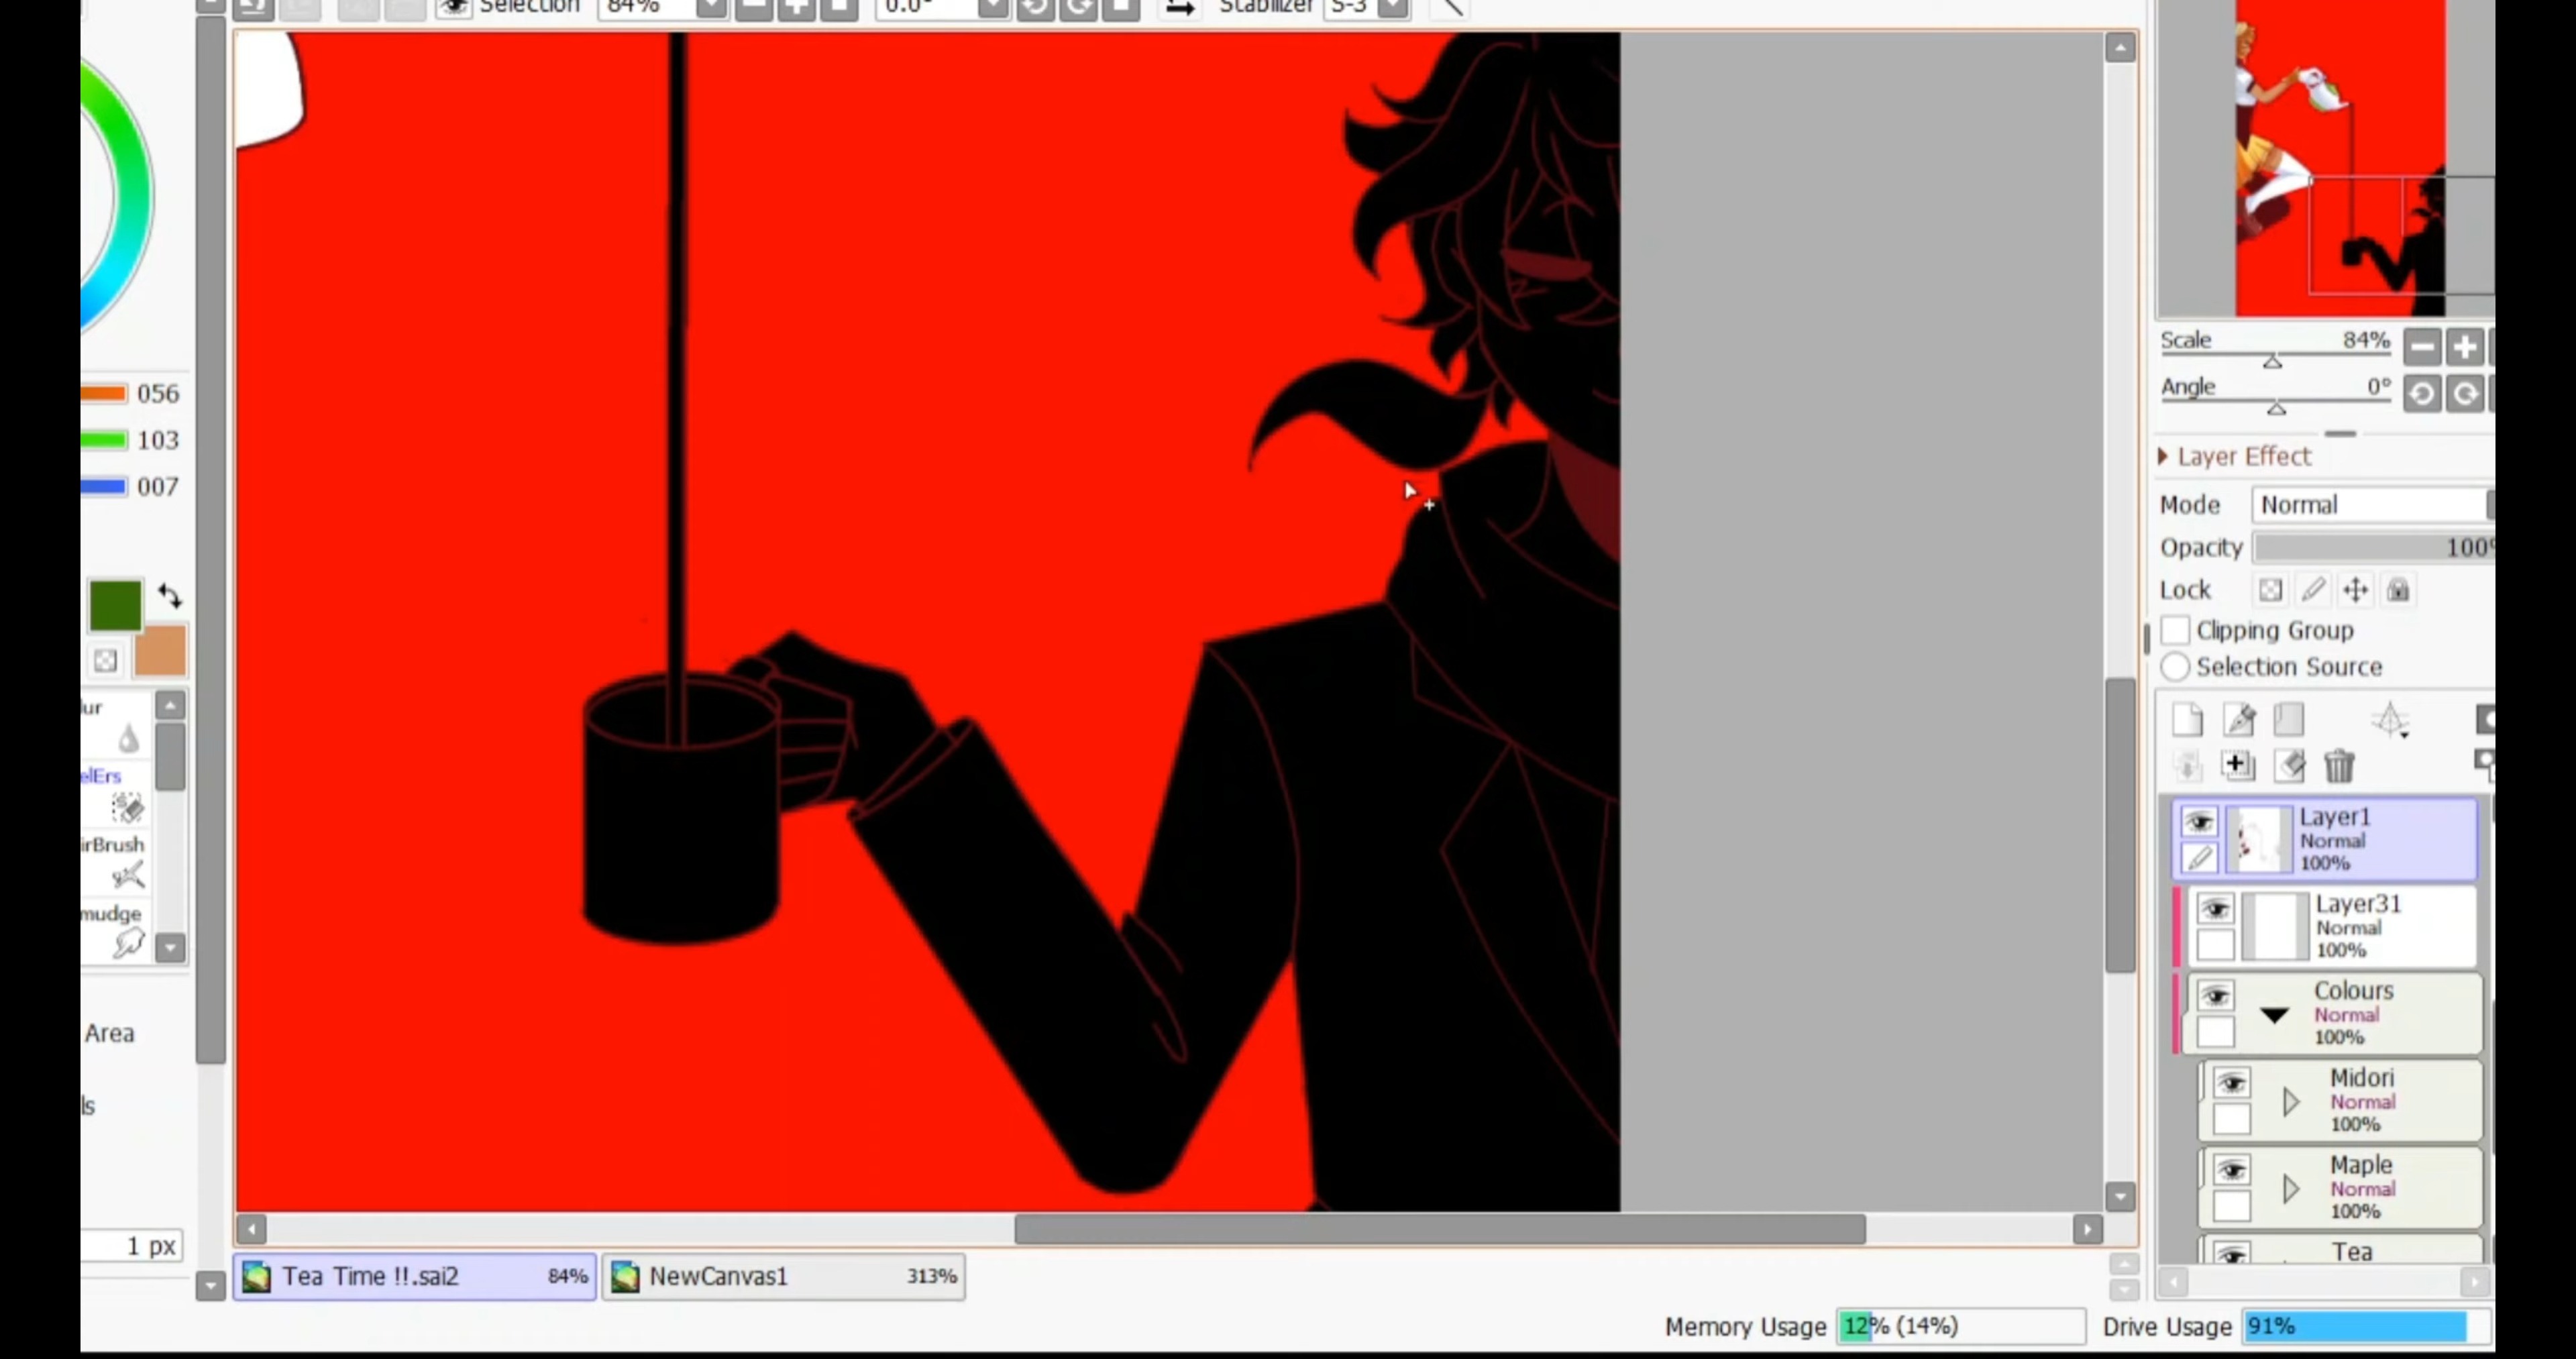 Selection 84% 0.0° Stabilizer S-3
056
103
007
ur
elErs
irBrush
mudge
Area
ls
1 px
Scale 84%
Angle 0°
Layer Effect
Mode Normal
Opacity 100%
Lock
Clipping Group
Selection Source
Layer1
Normal
100%
Layer31
Normal
100%
Colours
Normal
100%
Midori
Normal
100%
Maple
Normal
100%
Tea
Tea Time !!.sai2 84% NewCanvas1 313%
Memory Usage 12% (14%) Drive Usage 91%